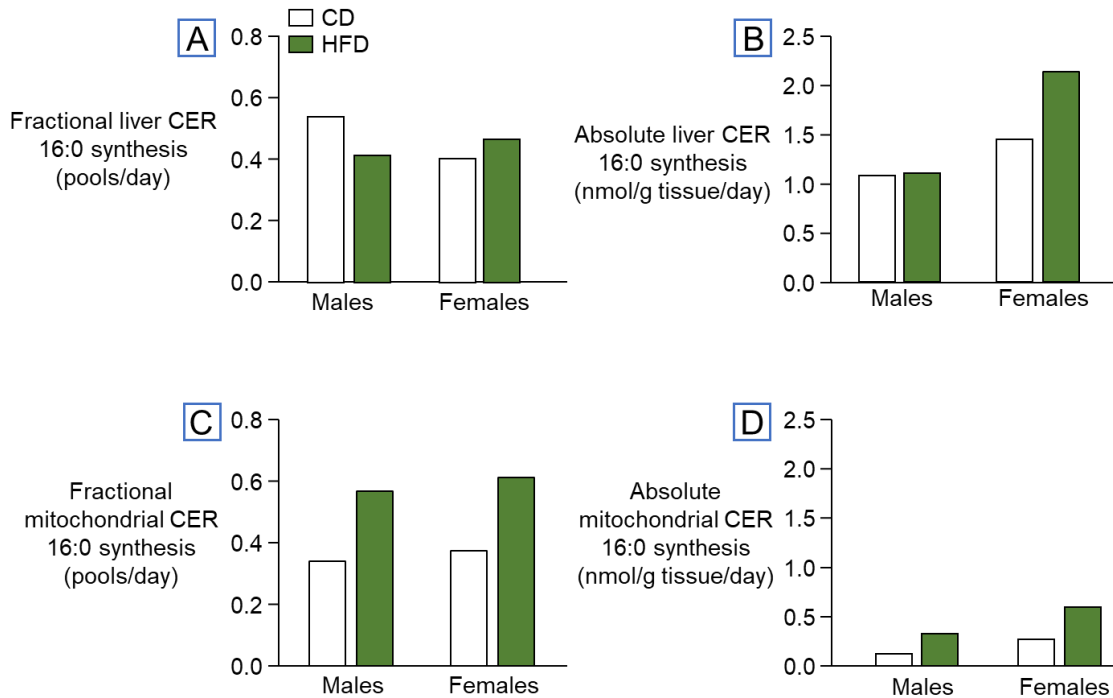 A
CD
HFD
Fractional liver CER
16:0 synthesis
(pools/day)
0.8
0.6
0.4
0.2
0.0
Males Females
B
Absolute liver CER
16:0 synthesis
(nmol/g tissue/day)
2.5
2.0
1.5
1.0
0.5
0.0
Males Females
C
Fractional
mitochondrial CER
16:0 synthesis
(pools/day)
0.8
0.6
0.4
0.2
0.0
Males Females
D
Absolute
mitochondrial CER
16:0 synthesis
(nmol/g tissue/day)
2.5
2.0
1.5
1.0
0.5
0.0
Males Females